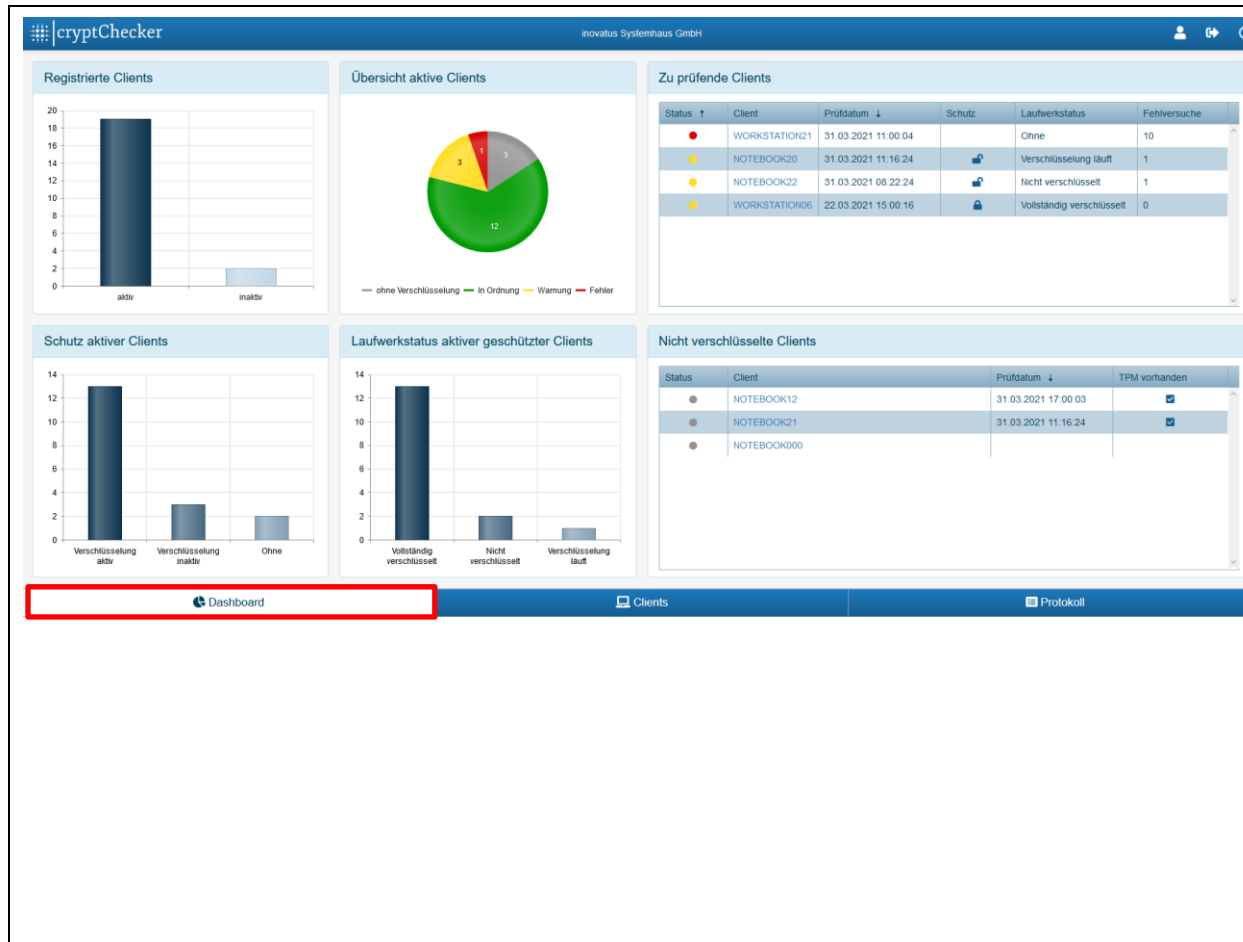 cryptChecker
inovatus Systemhaus GmbH
Registrierte Clients
20
18
16
14
12
10
8
6
4
2
0
aktiv
inaktiv
Übersicht aktive Clients
1
3
3
12
ohne Verschlüsselung
In Ordnung
Warnung
Fehler
Zu prüfende Clients
Status ↑ Client Prüfdatum ↓ Schutz Laufwerkstatus Fehlversuche
WORKSTATION21 31.03.2021 11:00:04 Ohne 10
NOTEBOOK20 31.03.2021 11:16:24 Verschlüsselung läuft 1
NOTEBOOK22 31.03.2021 08:22:24 Nicht verschlüsselt 1
WORKSTATION06 22.03.2021 15:00:16 Vollständig verschlüsselt 0
Schutz aktiver Clients
14
12
10
8
6
4
2
0
Verschlüsselung
aktiv
Verschlüsselung
inaktiv
Ohne
Laufwerkstatus aktiver geschützter Clients
14
12
10
8
6
4
2
0
Vollständig
verschlüsselt
Nicht
verschlüsselt
Verschlüsselung
läuft
Nicht verschlüsselte Clients
Status Client Prüfdatum ↓ TPM vorhanden
NOTEBOOK12 31.03.2021 17:00:03
NOTEBOOK21 31.03.2021 11:16:24
NOTEBOOK000
Dashboard
Clients
Protokoll